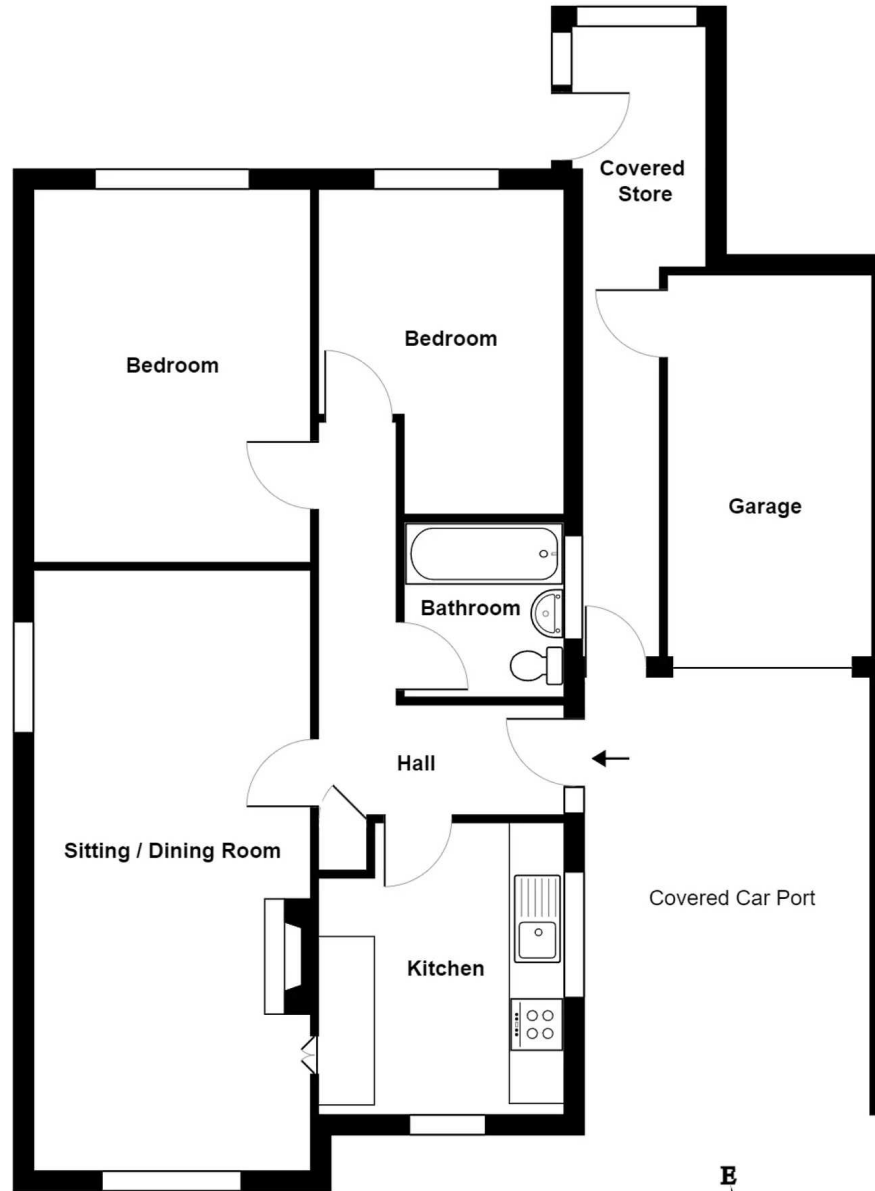 Covered
Store
Bedroom
Bedroom
Garage
Bathroom
Hall
Sitting / Dining Room
Covered Car Port
Kitchen
E